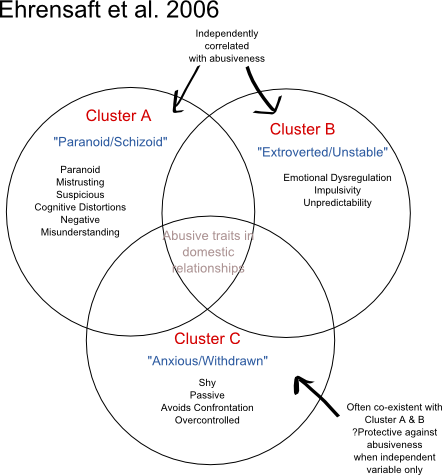 Ehrensaft et al. 2006
Independently
correlated
with abusiveness
Cluster A
"Paranoid/Schizoid"
Paranoid
Mistrusting
Suspicious
Cognitive Distortions
Negative
Misunderstanding
Cluster B
"Extroverted/Unstable"
Emotional Dysregulation
Impulsivity
Unpredictability
Abusive traits in
domestic
relationships
Cluster C
"Anxious/Withdrawn"
Shy
Passive
Avoids Confrontation
Overcontrolled
Often co-existent with
Cluster A & B
?Protective against
abusiveness
when independent
variable only